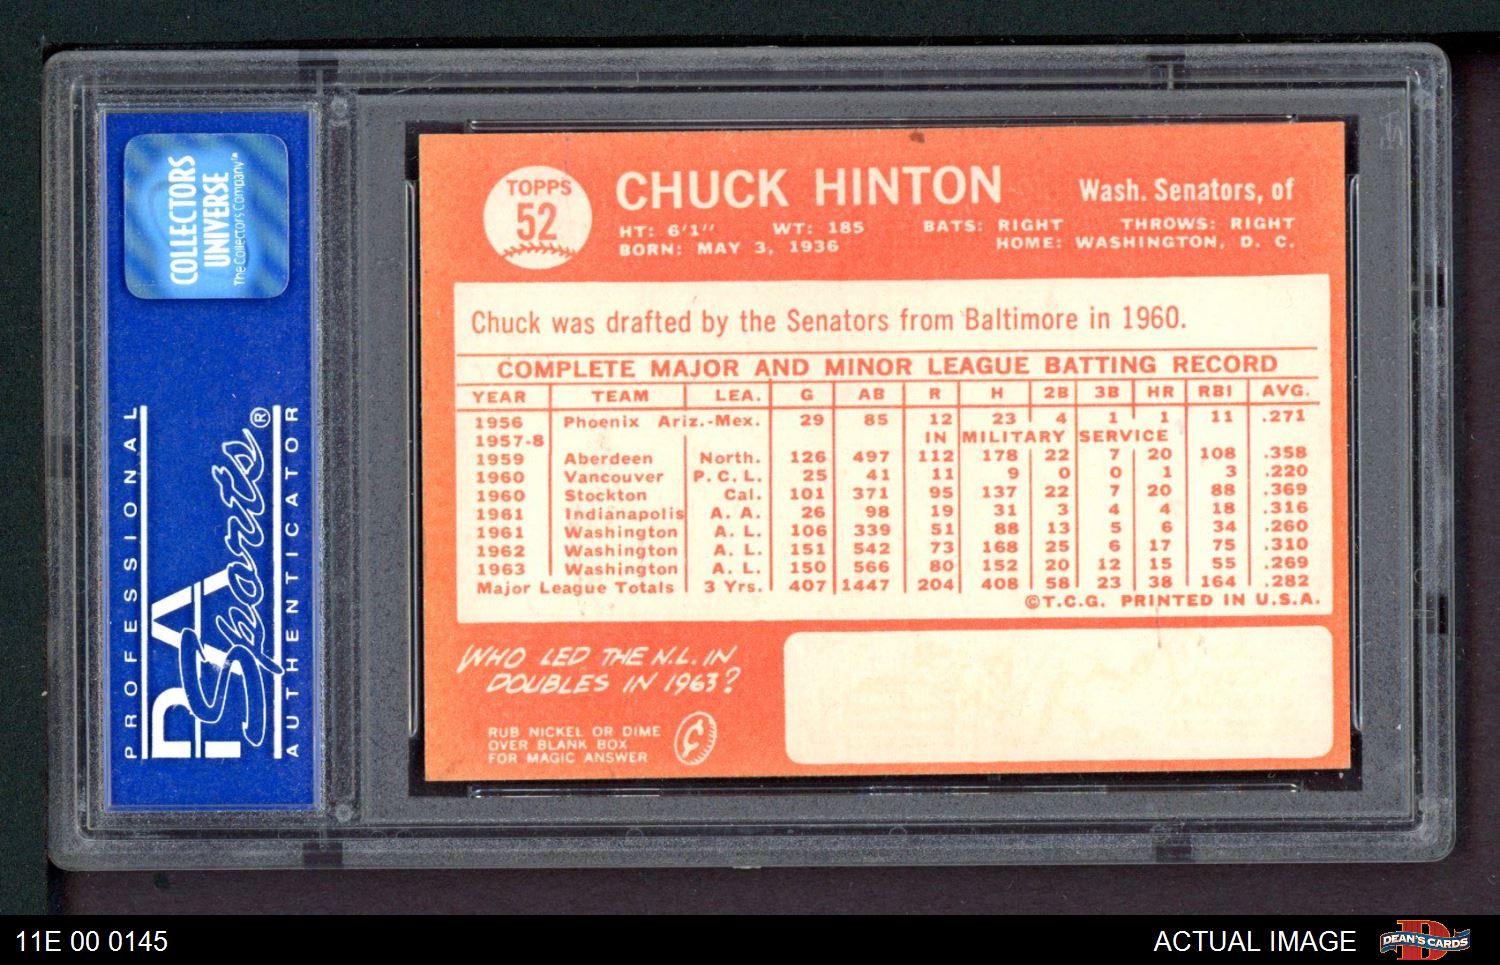 COLLECTORS
UNIVERSE
The Collectors Company™
PROFESSIONAL
PSA
Sports®
AUTHENTICATOR
TOPPS
52
CHUCK HINTON
Wash. Senators, of
HT: 6'1" WT: 185 BATS: RIGHT THROWS: RIGHT
BORN: MAY 3, 1936 HOME: WASHINGTON, D. C.
Chuck was drafted by the Senators from Baltimore in 1960.
COMPLETE MAJOR AND MINOR LEAGUE BATTING RECORD
YEAR TEAM LEA. G AB R H 2B 3B HR RBI AVG.
1956 Phoenix Ariz.-Mex. 29 85 12 23 4 1 1 11 .271
1957-8 IN MILITARY SERVICE
1959 Aberdeen North. 126 497 112 178 22 7 20 108 .358
1960 Vancouver P.C.L. 25 41 11 9 0 0 1 3 .220
1960 Stockton Cal. 101 371 95 137 22 7 20 88 .369
1961 Indianapolis A. A. 26 98 19 31 3 4 4 18 .316
1961 Washington A. L. 106 339 51 88 13 5 6 34 .260
1962 Washington A. L. 151 542 73 168 25 6 17 75 .310
1963 Washington A. L. 150 566 80 152 20 12 15 55 .269
Major League Totals 3 Yrs. 407 1447 204 408 58 23 38 164 .282
©T.C.G. PRINTED IN U.S.A.
WHO LED THE N.L. IN
DOUBLES IN 1963?
RUB NICKEL OR DIME
OVER BLANK BOX
FOR MAGIC ANSWER
¢
11E 00 0145
ACTUAL IMAGE
DEAN'S CARDS